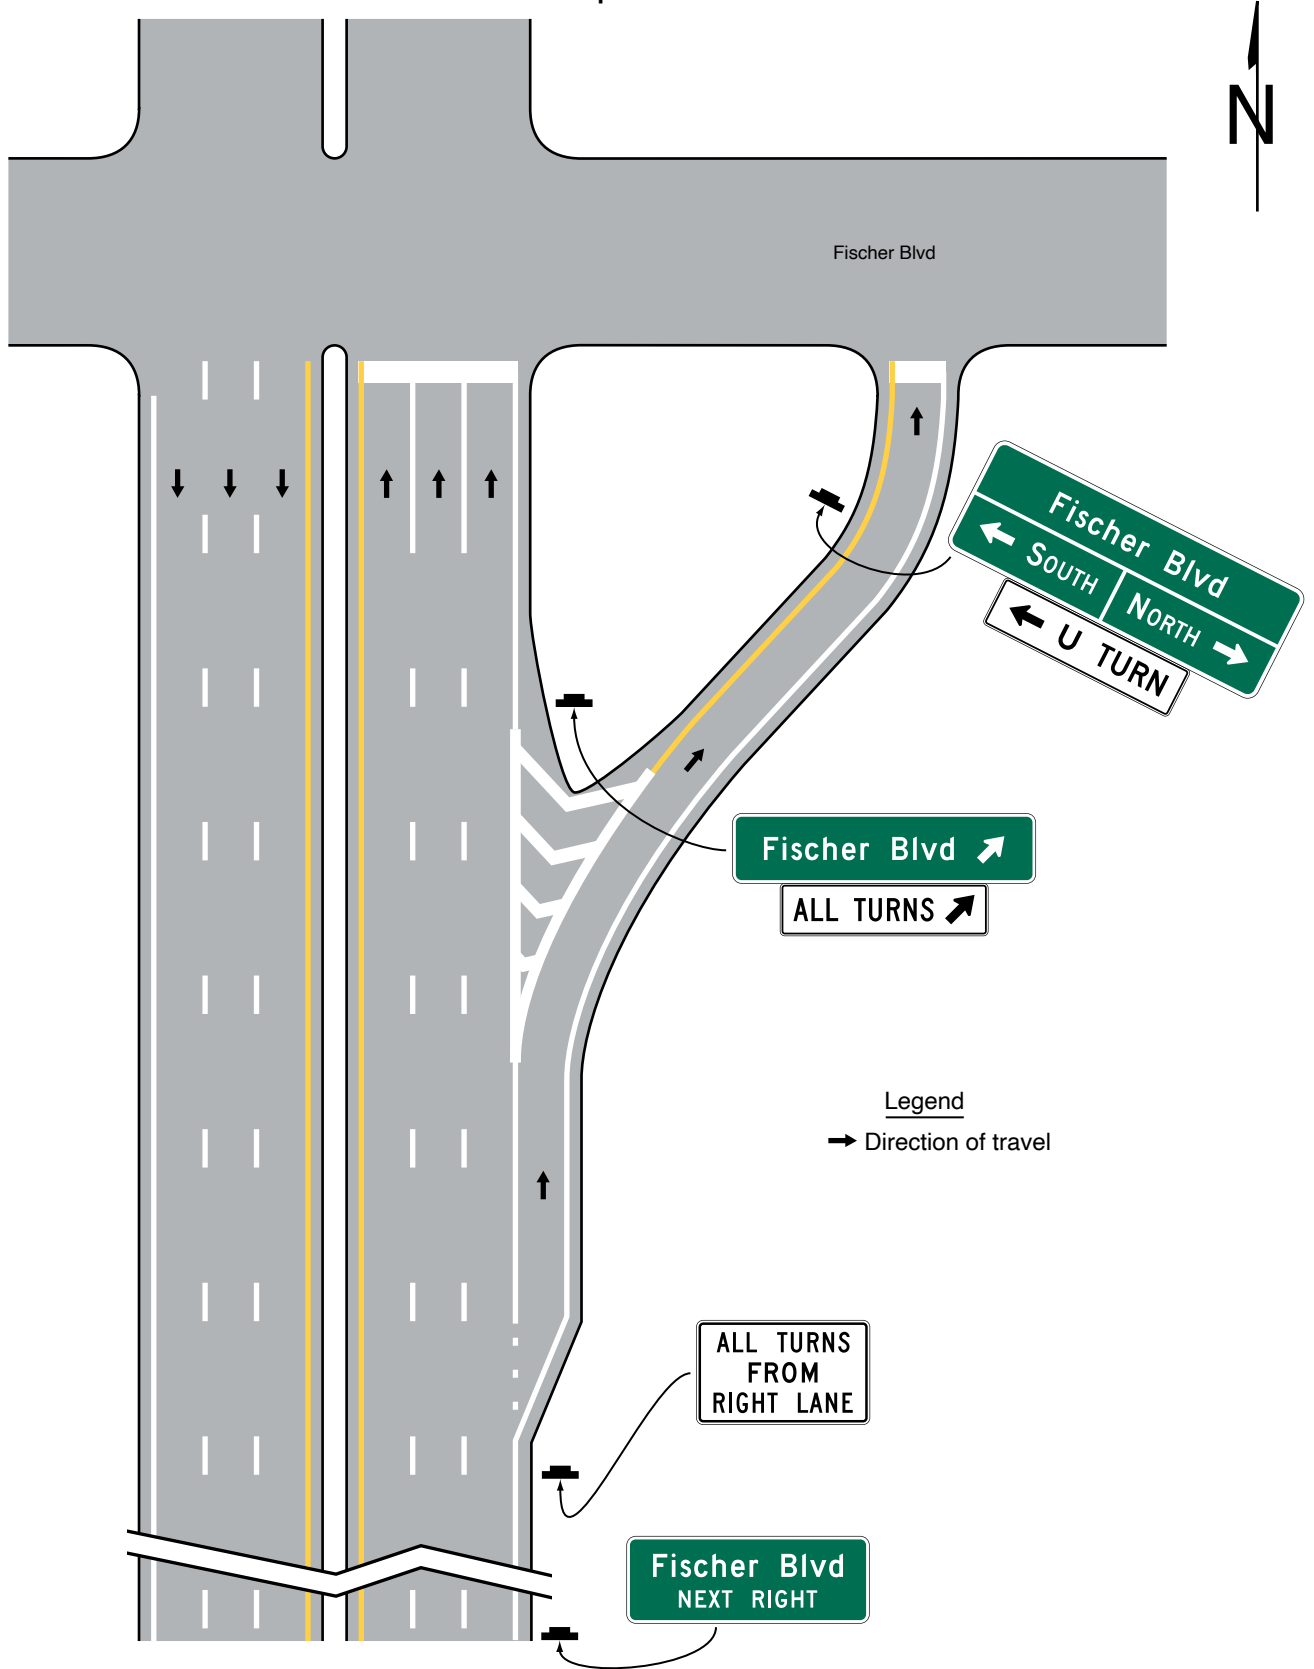 N
Fischer Blvd
Fischer Blvd
SOUTH
NORTH
U TURN
Fischer Blvd
ALL TURNS
Legend
Direction of travel
ALL TURNS
FROM
RIGHT LANE
Fischer Blvd
NEXT RIGHT